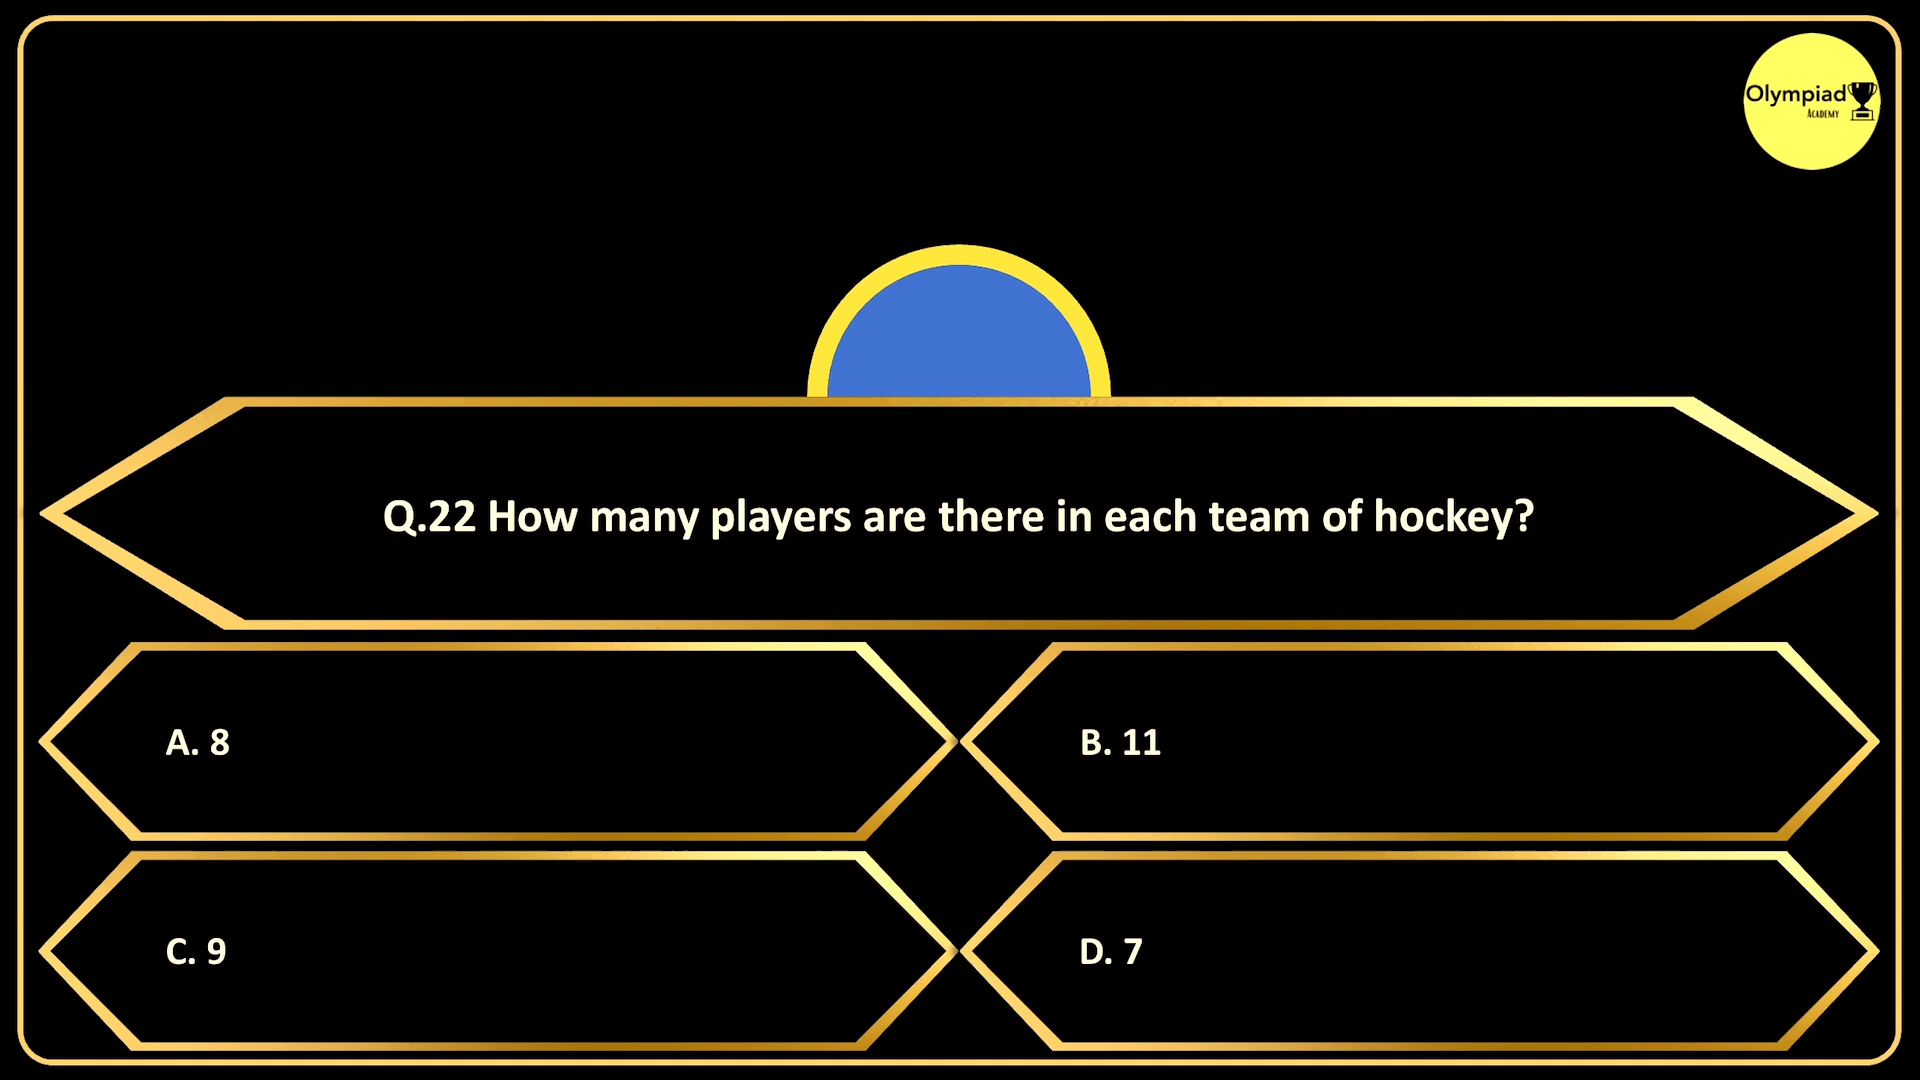 Olympiad
Academy
Q.22 How many players are there in each team of hockey?
A. 8
B. 11
C. 9
D. 7